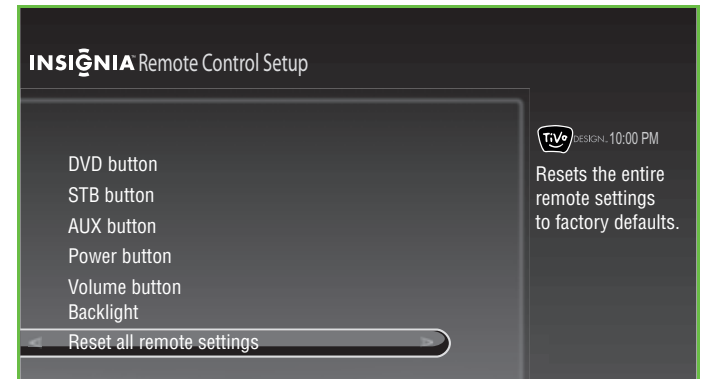 INSIGNIA™ Remote Control Setup
TiVo DESIGN. 10:00 PM
Resets the entire
remote settings
to factory defaults.
DVD button
STB button
AUX button
Power button
Volume button
Backlight
Reset all remote settings